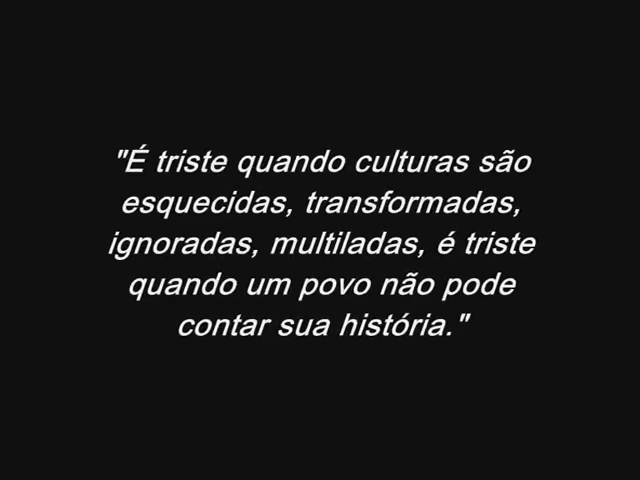 "É triste quando culturas são
esquecidas, transformadas,
ignoradas, multiladas, é triste
quando um povo não pode
contar sua história."